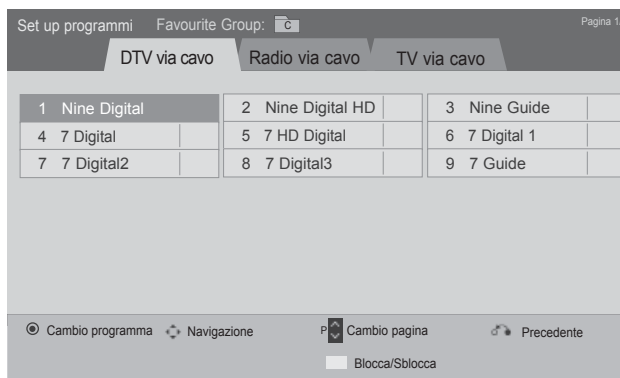 Set up programmi Favourite Group: C Pagina 1
DTV via cavo Radio via cavo TV via cavo
1 Nine Digital 2 Nine Digital HD 3 Nine Guide
4 7 Digital 5 7 HD Digital 6 7 Digital 1
7 7 Digital2 8 7 Digital3 9 7 Guide
Cambio programma Navigazione P Cambio pagina Precedente
Blocca/Sblocca